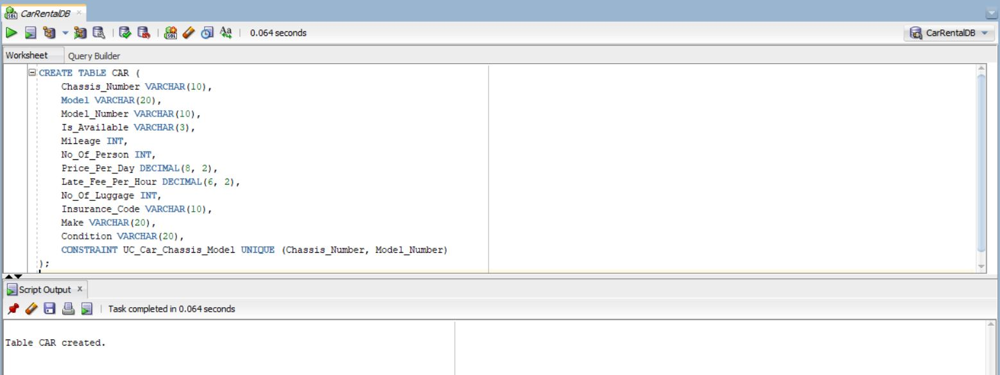 CarRentalDB
0.064 seconds
CarRentalDB
Worksheet Query Builder
CREATE TABLE CAR (
Chassis_Number VARCHAR(10),
Model VARCHAR(20),
Model_Number VARCHAR(10),
Is_Available VARCHAR(3),
Mileage INT,
No_Of_Person INT,
Price_Per_Day DECIMAL(8, 2),
Late_Fee_Per_Hour DECIMAL(6, 2),
No_Of_Luggage INT,
Insurance_Code VARCHAR(10),
Make VARCHAR(20),
Condition VARCHAR(20),
CONSTRAINT UC_Car_Chassis_Model UNIQUE (Chassis_Number, Model_Number)
);
Script Output x
Task completed in 0.064 seconds
Table CAR created.